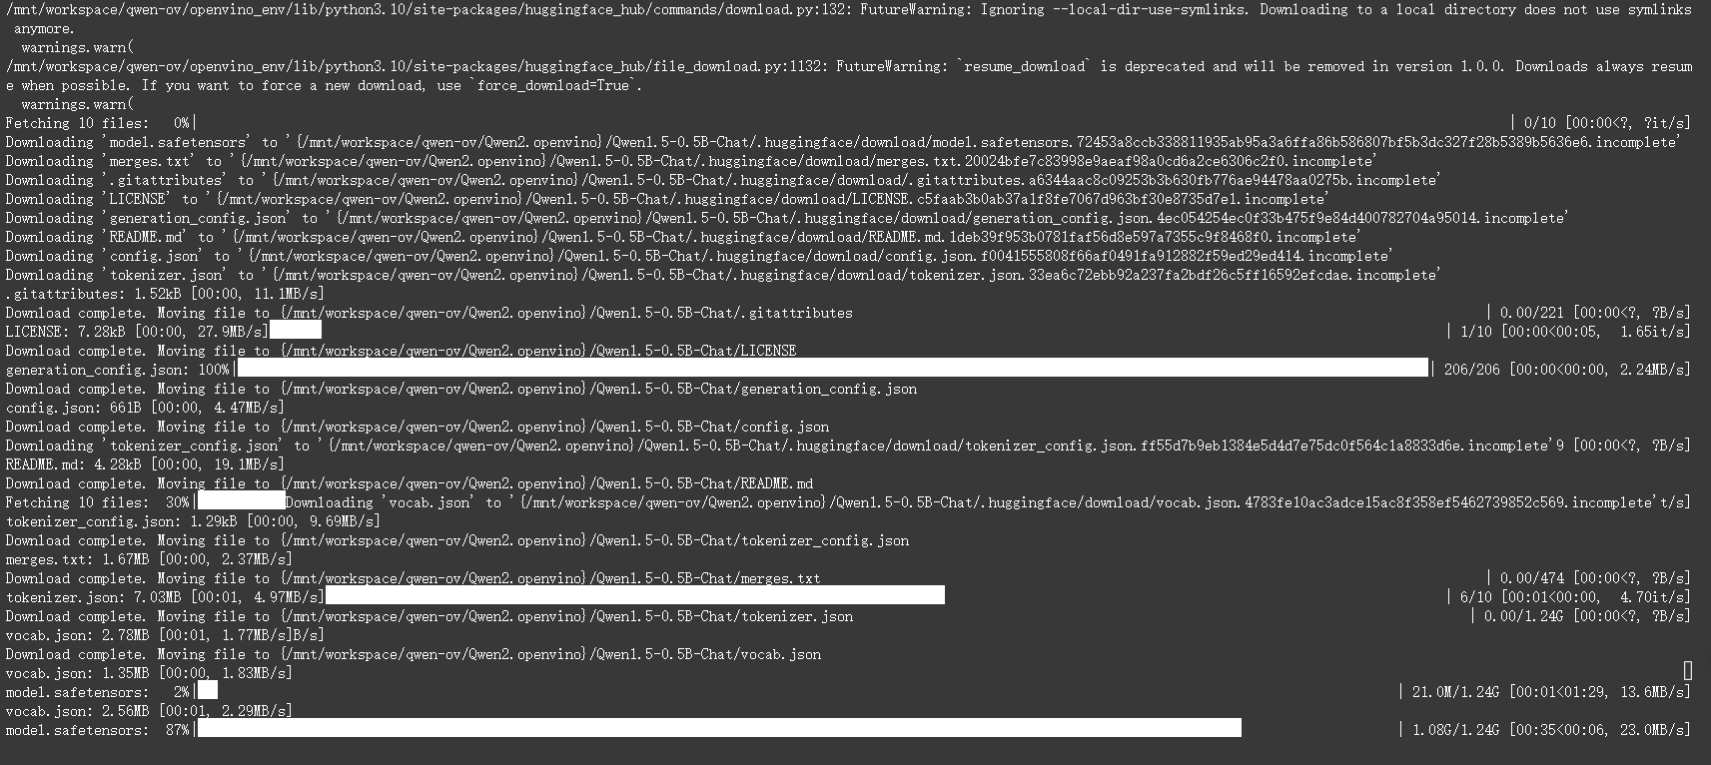 /mnt/workspace/qwen-ov/openvino_env/lib/python3.10/site-packages/huggingface_hub/commands/download.py:132: FutureWarning: Ignoring --local-dir-use-symlinks. Downloading to a local directory does not use symlinks
 anymore.
  warnings.warn(
/mnt/workspace/qwen-ov/openvino_env/lib/python3.10/site-packages/huggingface_hub/file_download.py:1132: FutureWarning: `resume_download` is deprecated and will be removed in version 1.0.0. Downloads always resum
e when possible. If you want to force a new download, use `force_download=True`.
  warnings.warn(
Fetching 10 files:   0%| | 0/10 [00:00<?, ?it/s]
Downloading 'model.safetensors' to '{/mnt/workspace/qwen-ov/Qwen2.openvino}/Qwen1.5-0.5B-Chat/.huggingface/download/model.safetensors.72453a8ccb338811935ab95a3a6ffa86b586807bf5b3dc327f28b5389b5636e6.incomplete'
Downloading 'merges.txt' to '{/mnt/workspace/qwen-ov/Qwen2.openvino}/Qwen1.5-0.5B-Chat/.huggingface/download/merges.txt.20024bfe7c83998e9aeaf98a0cd6a2ce6306c2f0.incomplete'
Downloading '.gitattributes' to '{/mnt/workspace/qwen-ov/Qwen2.openvino}/Qwen1.5-0.5B-Chat/.huggingface/download/.gitattributes.a6344aac8c09253b3b630fb776ae94478aa0275b.incomplete'
Downloading 'LICENSE' to '{/mnt/workspace/qwen-ov/Qwen2.openvino}/Qwen1.5-0.5B-Chat/.huggingface/download/LICENSE.c5faab3b0ab37a1f8fe7067d963bf30e8735d7e1.incomplete'
Downloading 'generation_config.json' to '{/mnt/workspace/qwen-ov/Qwen2.openvino}/Qwen1.5-0.5B-Chat/.huggingface/download/generation_config.json.4ec054254ec0f33b475f9e84d400782704a95014.incomplete'
Downloading 'README.md' to '{/mnt/workspace/qwen-ov/Qwen2.openvino}/Qwen1.5-0.5B-Chat/.huggingface/download/README.md.1deb39f953b0781faf56d8e597a7355c9f8468f0.incomplete'
Downloading 'config.json' to '{/mnt/workspace/qwen-ov/Qwen2.openvino}/Qwen1.5-0.5B-Chat/.huggingface/download/config.json.f0041555808f66af0491fa912882f59ed29ed414.incomplete'
Downloading 'tokenizer.json' to '{/mnt/workspace/qwen-ov/Qwen2.openvino}/Qwen1.5-0.5B-Chat/.huggingface/download/tokenizer.json.33ea6c72ebb92a237fa2bdf26c5ff16592efcdae.incomplete'
.gitattributes: 1.52kB [00:00, 11.1MB/s]
Download complete. Moving file to {/mnt/workspace/qwen-ov/Qwen2.openvino}/Qwen1.5-0.5B-Chat/.gitattributes | 0.00/221 [00:00<?, ?B/s]
LICENSE: 7.28kB [00:00, 27.9MB/s] | 1/10 [00:00<00:05,  1.65it/s]
Download complete. Moving file to {/mnt/workspace/qwen-ov/Qwen2.openvino}/Qwen1.5-0.5B-Chat/LICENSE
generation_config.json: 100%| | 206/206 [00:00<00:00, 2.24MB/s]
Download complete. Moving file to {/mnt/workspace/qwen-ov/Qwen2.openvino}/Qwen1.5-0.5B-Chat/generation_config.json
config.json: 661B [00:00, 4.47MB/s]
Download complete. Moving file to {/mnt/workspace/qwen-ov/Qwen2.openvino}/Qwen1.5-0.5B-Chat/config.json
Downloading 'tokenizer_config.json' to '{/mnt/workspace/qwen-ov/Qwen2.openvino}/Qwen1.5-0.5B-Chat/.huggingface/download/tokenizer_config.json.ff55d7b9eb1384e5d4d7e75dc0f564c1a8833d6e.incomplete'9 [00:00<?, ?B/s]
README.md: 4.28kB [00:00, 19.1MB/s]
Download complete. Moving file to {/mnt/workspace/qwen-ov/Qwen2.openvino}/Qwen1.5-0.5B-Chat/README.md
Fetching 10 files:  30%| Downloading 'vocab.json' to '{/mnt/workspace/qwen-ov/Qwen2.openvino}/Qwen1.5-0.5B-Chat/.huggingface/download/vocab.json.4783fe10ac3adce15ac8f358ef5462739852c569.incomplete't/s]
tokenizer_config.json: 1.29kB [00:00, 9.69MB/s]
Download complete. Moving file to {/mnt/workspace/qwen-ov/Qwen2.openvino}/Qwen1.5-0.5B-Chat/tokenizer_config.json
merges.txt: 1.67MB [00:00, 2.37MB/s]
Download complete. Moving file to {/mnt/workspace/qwen-ov/Qwen2.openvino}/Qwen1.5-0.5B-Chat/merges.txt | 0.00/474 [00:00<?, ?B/s]
tokenizer.json: 7.03MB [00:01, 4.97MB/s] | 6/10 [00:01<00:00,  4.70it/s]
Download complete. Moving file to {/mnt/workspace/qwen-ov/Qwen2.openvino}/Qwen1.5-0.5B-Chat/tokenizer.json | 0.00/1.24G [00:00<?, ?B/s]
vocab.json: 2.78MB [00:01, 1.77MB/s]B/s]
Download complete. Moving file to {/mnt/workspace/qwen-ov/Qwen2.openvino}/Qwen1.5-0.5B-Chat/vocab.json
vocab.json: 1.35MB [00:00, 1.83MB/s]
model.safetensors:   2%| | 21.0M/1.24G [00:01<01:29, 13.6MB/s]
vocab.json: 2.56MB [00:01, 2.29MB/s]
model.safetensors:  87%| | 1.08G/1.24G [00:35<00:06, 23.0MB/s]